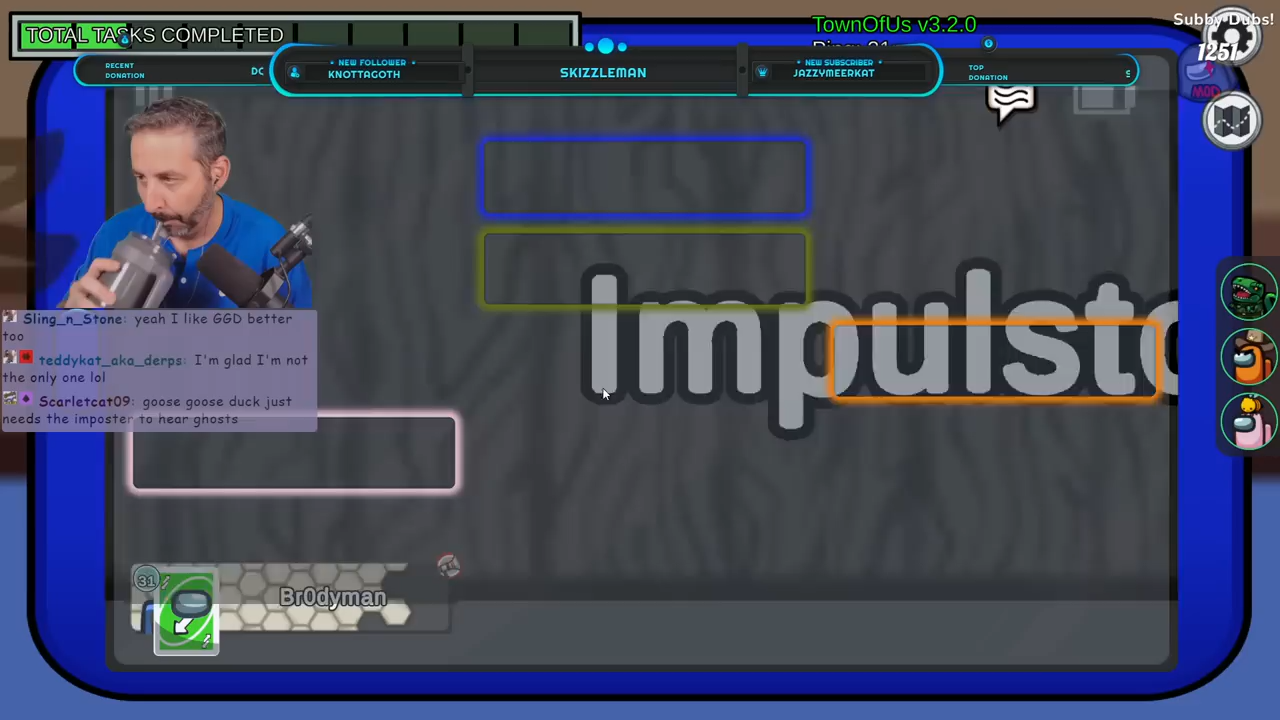 TOTAL TASKS COMPLETED
TownOfUs v3.2.0
Subby-Dubs!
1251
RECENT
DONATION
DC
• NEW FOLLOWER •
KNOTTAGOTH
SKIZZLEMAN
• NEW SUBSCRIBER •
JAZZYMEERKAT
TOP
DONATION
MOD
Impulsto
Sling_n_Stone: yeah I like GGD better
too
teddykat_aka_derps: I'm glad I'm not
the only one lol
Scarletcat09: goose goose duck just
needs the imposter to hear ghosts
31
Br0dyman